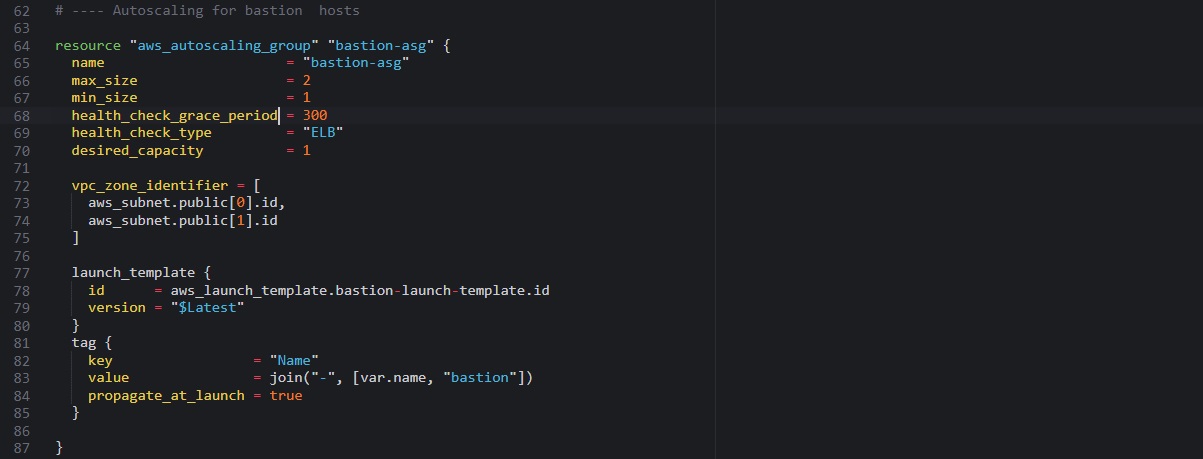 62 # ---- Autoscaling for bastion  hosts
63
64 resource "aws_autoscaling_group" "bastion-asg" {
65   name                      = "bastion-asg"
66   max_size                  = 2
67   min_size                  = 1
68   health_check_grace_period = 300
69   health_check_type         = "ELB"
70   desired_capacity          = 1
71
72   vpc_zone_identifier = [
73     aws_subnet.public[0].id,
74     aws_subnet.public[1].id
75   ]
76
77   launch_template {
78     id      = aws_launch_template.bastion-launch-template.id
79     version = "$Latest"
80   }
81   tag {
82     key                 = "Name"
83     value               = join("-", [var.name, "bastion"])
84     propagate_at_launch = true
85   }
86
87 }